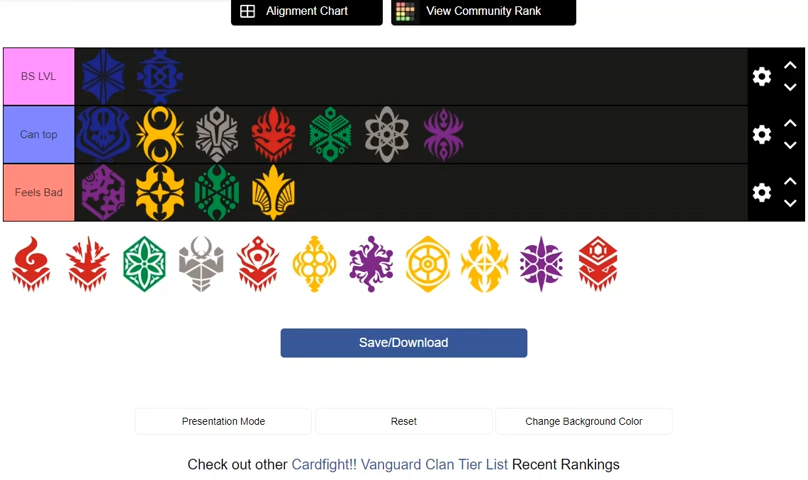 Alignment Chart
View Community Rank
BS LVL
Can top
Feels Bad
Save/Download
Presentation Mode
Reset
Change Background Color
Check out other Cardfight!! Vanguard Clan Tier List Recent Rankings